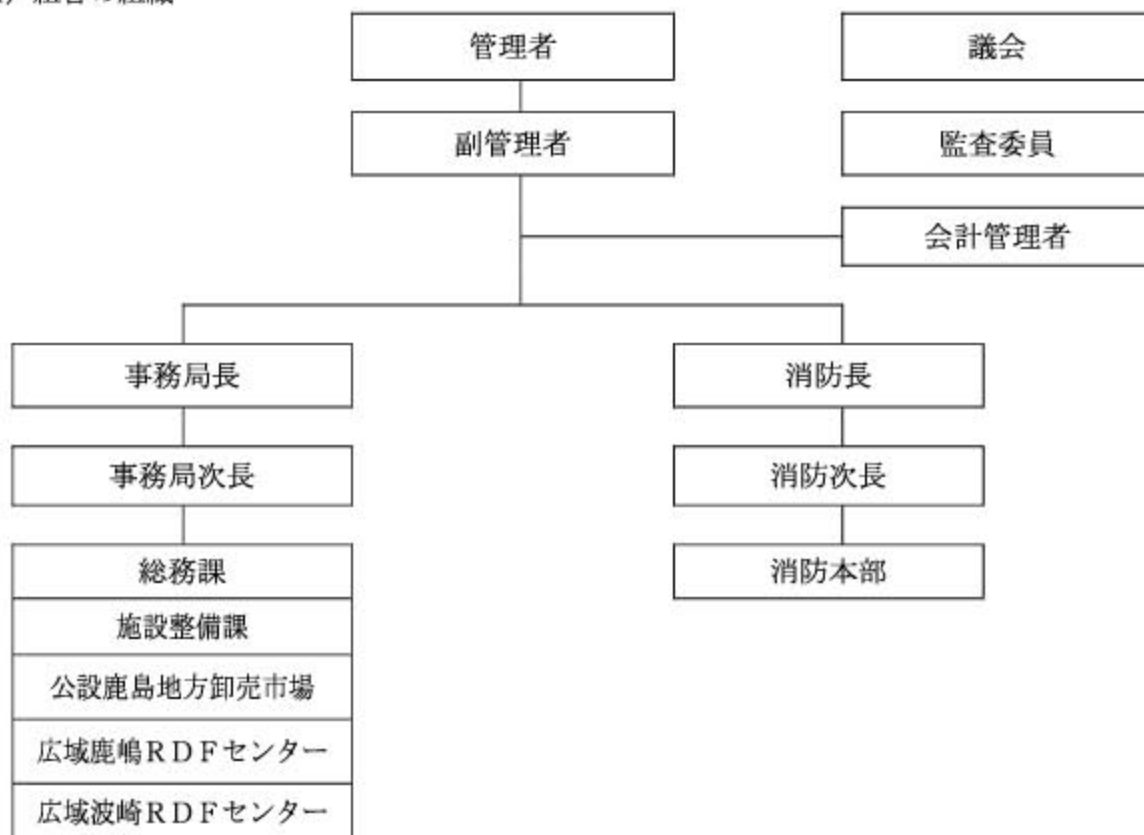 管理者
議会
副管理者
監査委員
会計管理者
事務局長
消防長
事務局次長
消防次長
総務課
消防本部
施設整備課
公設鹿島地方卸売市場
広域鹿嶋ＲＤＦセンター
広域波崎ＲＤＦセンター